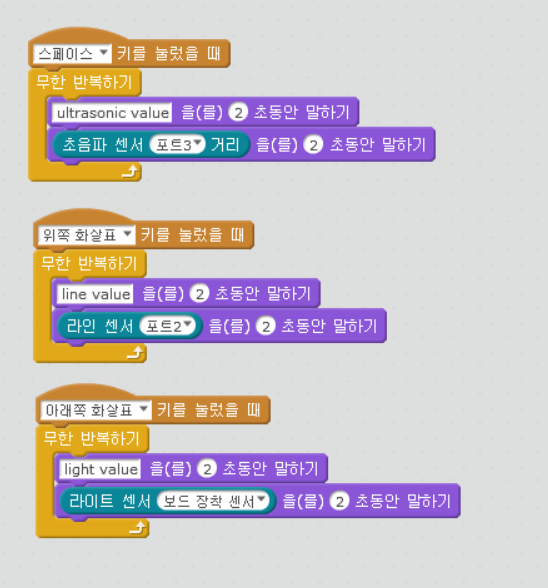 스페이스 키를 눌렀을 때
무한 반복하기
ultrasonic value 을(를) 2 초동안 말하기
초음파 센서 포트3 거리 을(를) 2 초동안 말하기
위쪽 화살표 키를 눌렀을 때
무한 반복하기
line value 을(를) 2 초동안 말하기
라인 센서 포트2 을(를) 2 초동안 말하기
아래쪽 화살표 키를 눌렀을 때
무한 반복하기
light value 을(를) 2 초동안 말하기
라이트 센서 보드 장착 센서 을(를) 2 초동안 말하기